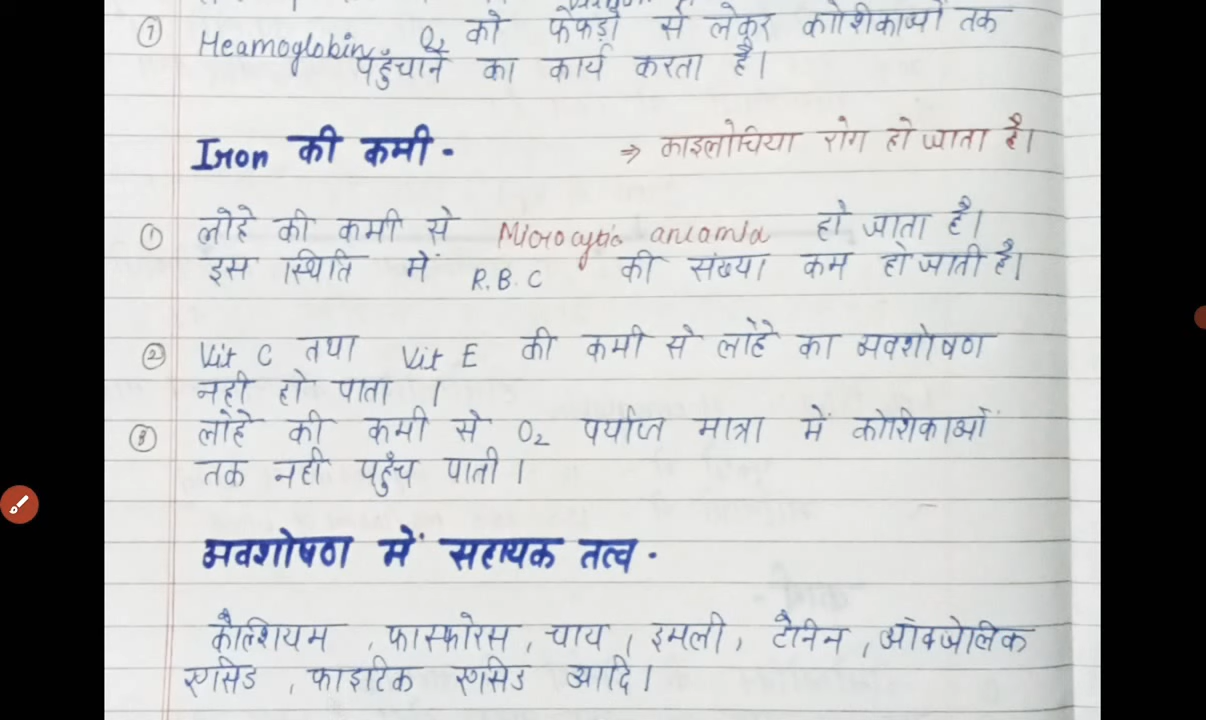 ⑦ Heamoglobin O₂ को फेफड़ो से लेकर कोशिकाओं तक
पहुँचाने का कार्य करता है।
Iron की कमी - ⇒ काइलोचिया रोग हो जाता है।
① लोहे की कमी से Microcytic aneamia हो जाता है।
इस स्थिति में R.B.C की संख्या कम हो जाती है।
② Vit C तथा Vit E की कमी से लोहे का अवशोषण
नही हो पाता ।
③ लोहे की कमी से O₂ पर्याप्त मात्रा में कोशिकाओं
तक नही पहुँच पाती ।
अवशोषण में सहायक तत्व -
कैल्शियम , फास्फोरस , चाय , इमली , टैनिन , ऑक्जेलिक
एसिड , फाइटिक एसिड आदि ।